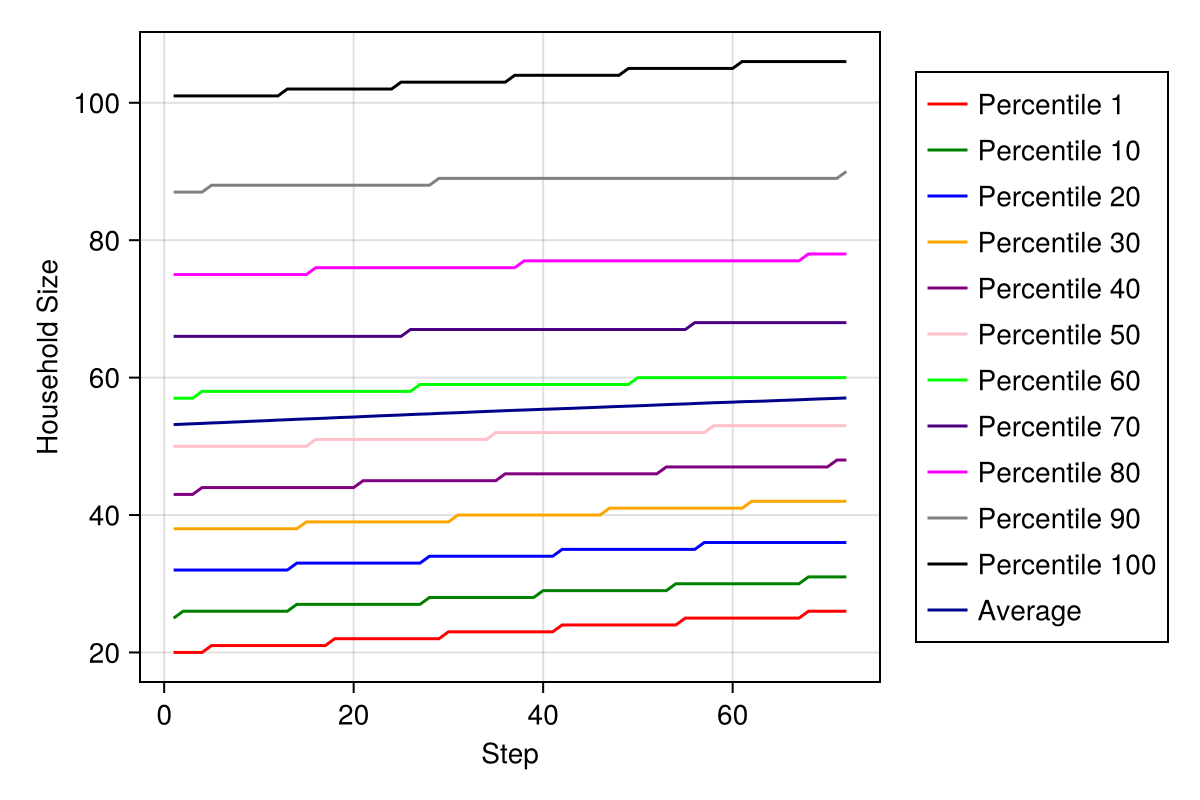 100
80
60
40
20
Household Size
0 20 40 60
Step
Percentile 1
Percentile 10
Percentile 20
Percentile 30
Percentile 40
Percentile 50
Percentile 60
Percentile 70
Percentile 80
Percentile 90
Percentile 100
Average